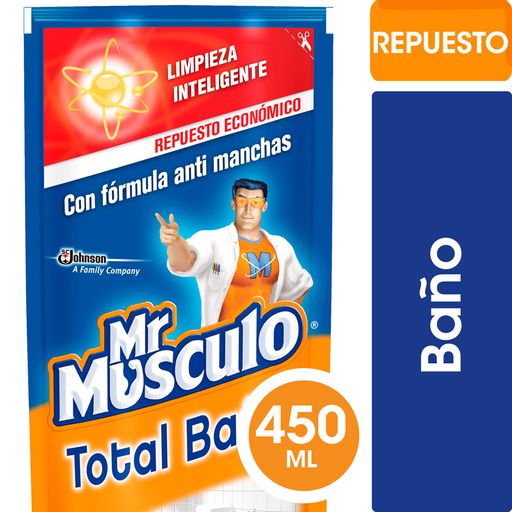 REPUESTO
LIMPIEZA
INTELIGENTE
REPUESTO ECONÓMICO
Con fórmula anti manchas
SC Johnson
A Family Company
M
Mr
Músculo®
Total Ba
450
ML
Baño